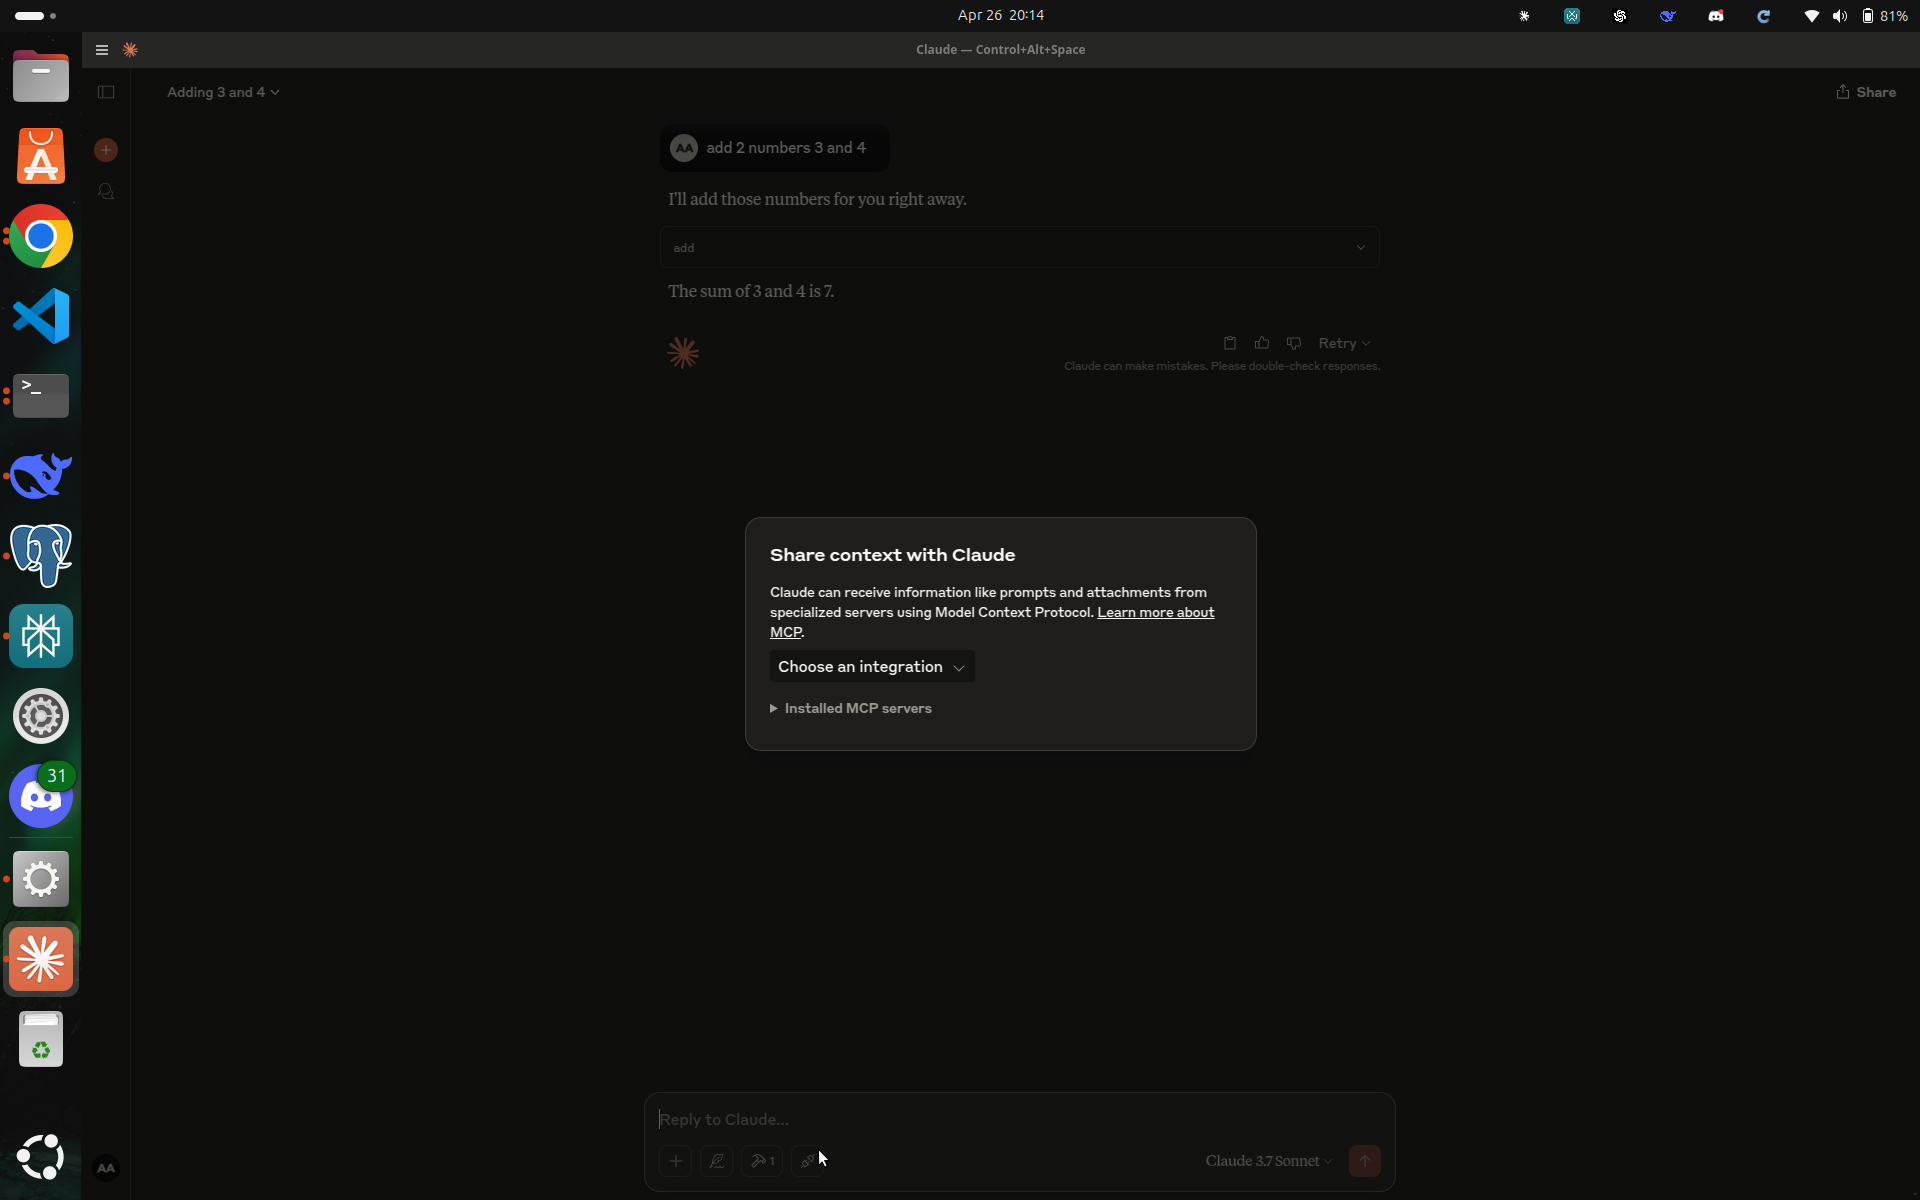 Apr 26 20:14
81%
Claude — Control+Alt+Space
Adding 3 and 4
Share
AA
add 2 numbers 3 and 4
I'll add those numbers for you right away.
add
The sum of 3 and 4 is 7.
Retry
Claude can make mistakes. Please double-check responses.
Share context with Claude
Claude can receive information like prompts and attachments from
specialized servers using Model Context Protocol. Learn more about
MCP.
Choose an integration
Installed MCP servers
>_
31
Reply to Claude...
1
Claude 3.7 Sonnet
AA